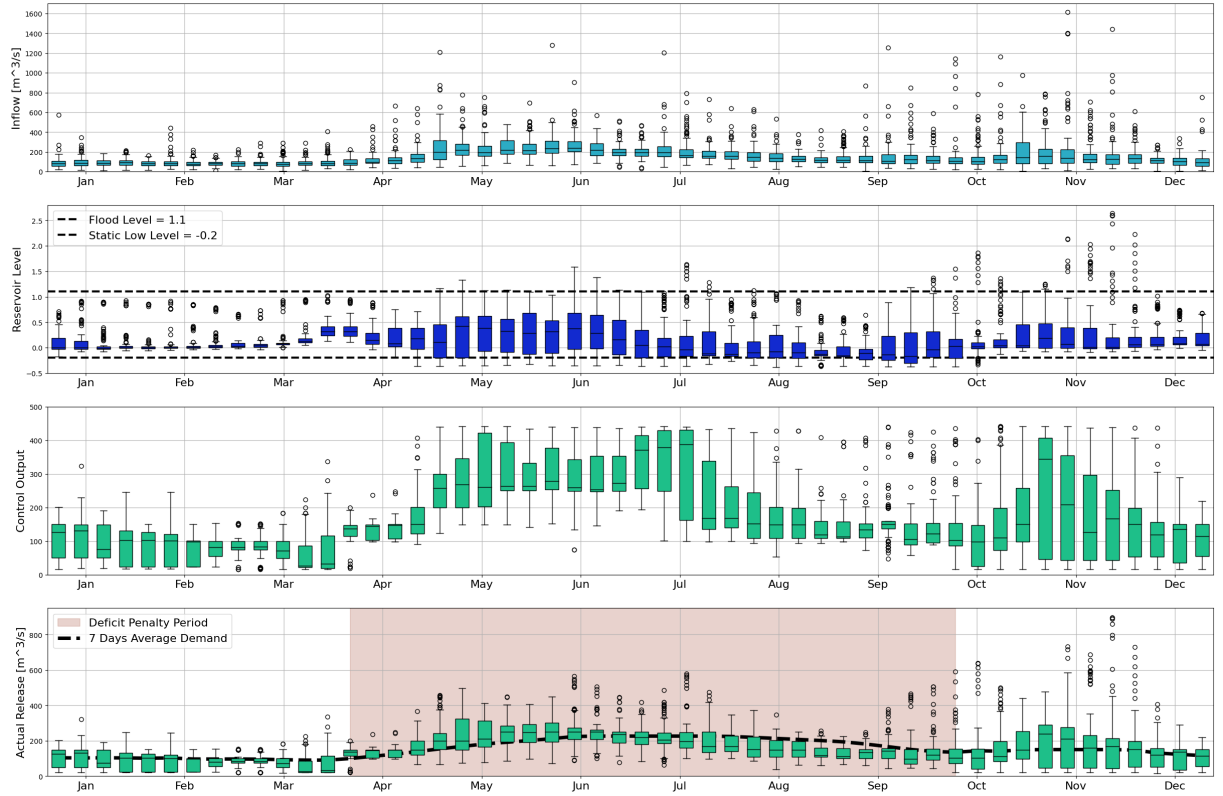 Inflow [m^3/s]
1600
1400
1200
1000
800
600
400
200
0
Jan Feb Mar Apr May Jun Jul Aug Sep Oct Nov Dec
Reservoir Level
2.5
2.0
1.5
1.0
0.5
0.0
−0.5
Flood Level = 1.1
Static Low Level = -0.2
Jan Feb Mar Apr May Jun Jul Aug Sep Oct Nov Dec
Control Output
500
400
300
200
100
0
Jan Feb Mar Apr May Jun Jul Aug Sep Oct Nov Dec
Actual Release [m^3/s]
800
600
400
200
0
Deficit Penalty Period
7 Days Average Demand
Jan Feb Mar Apr May Jun Jul Aug Sep Oct Nov Dec